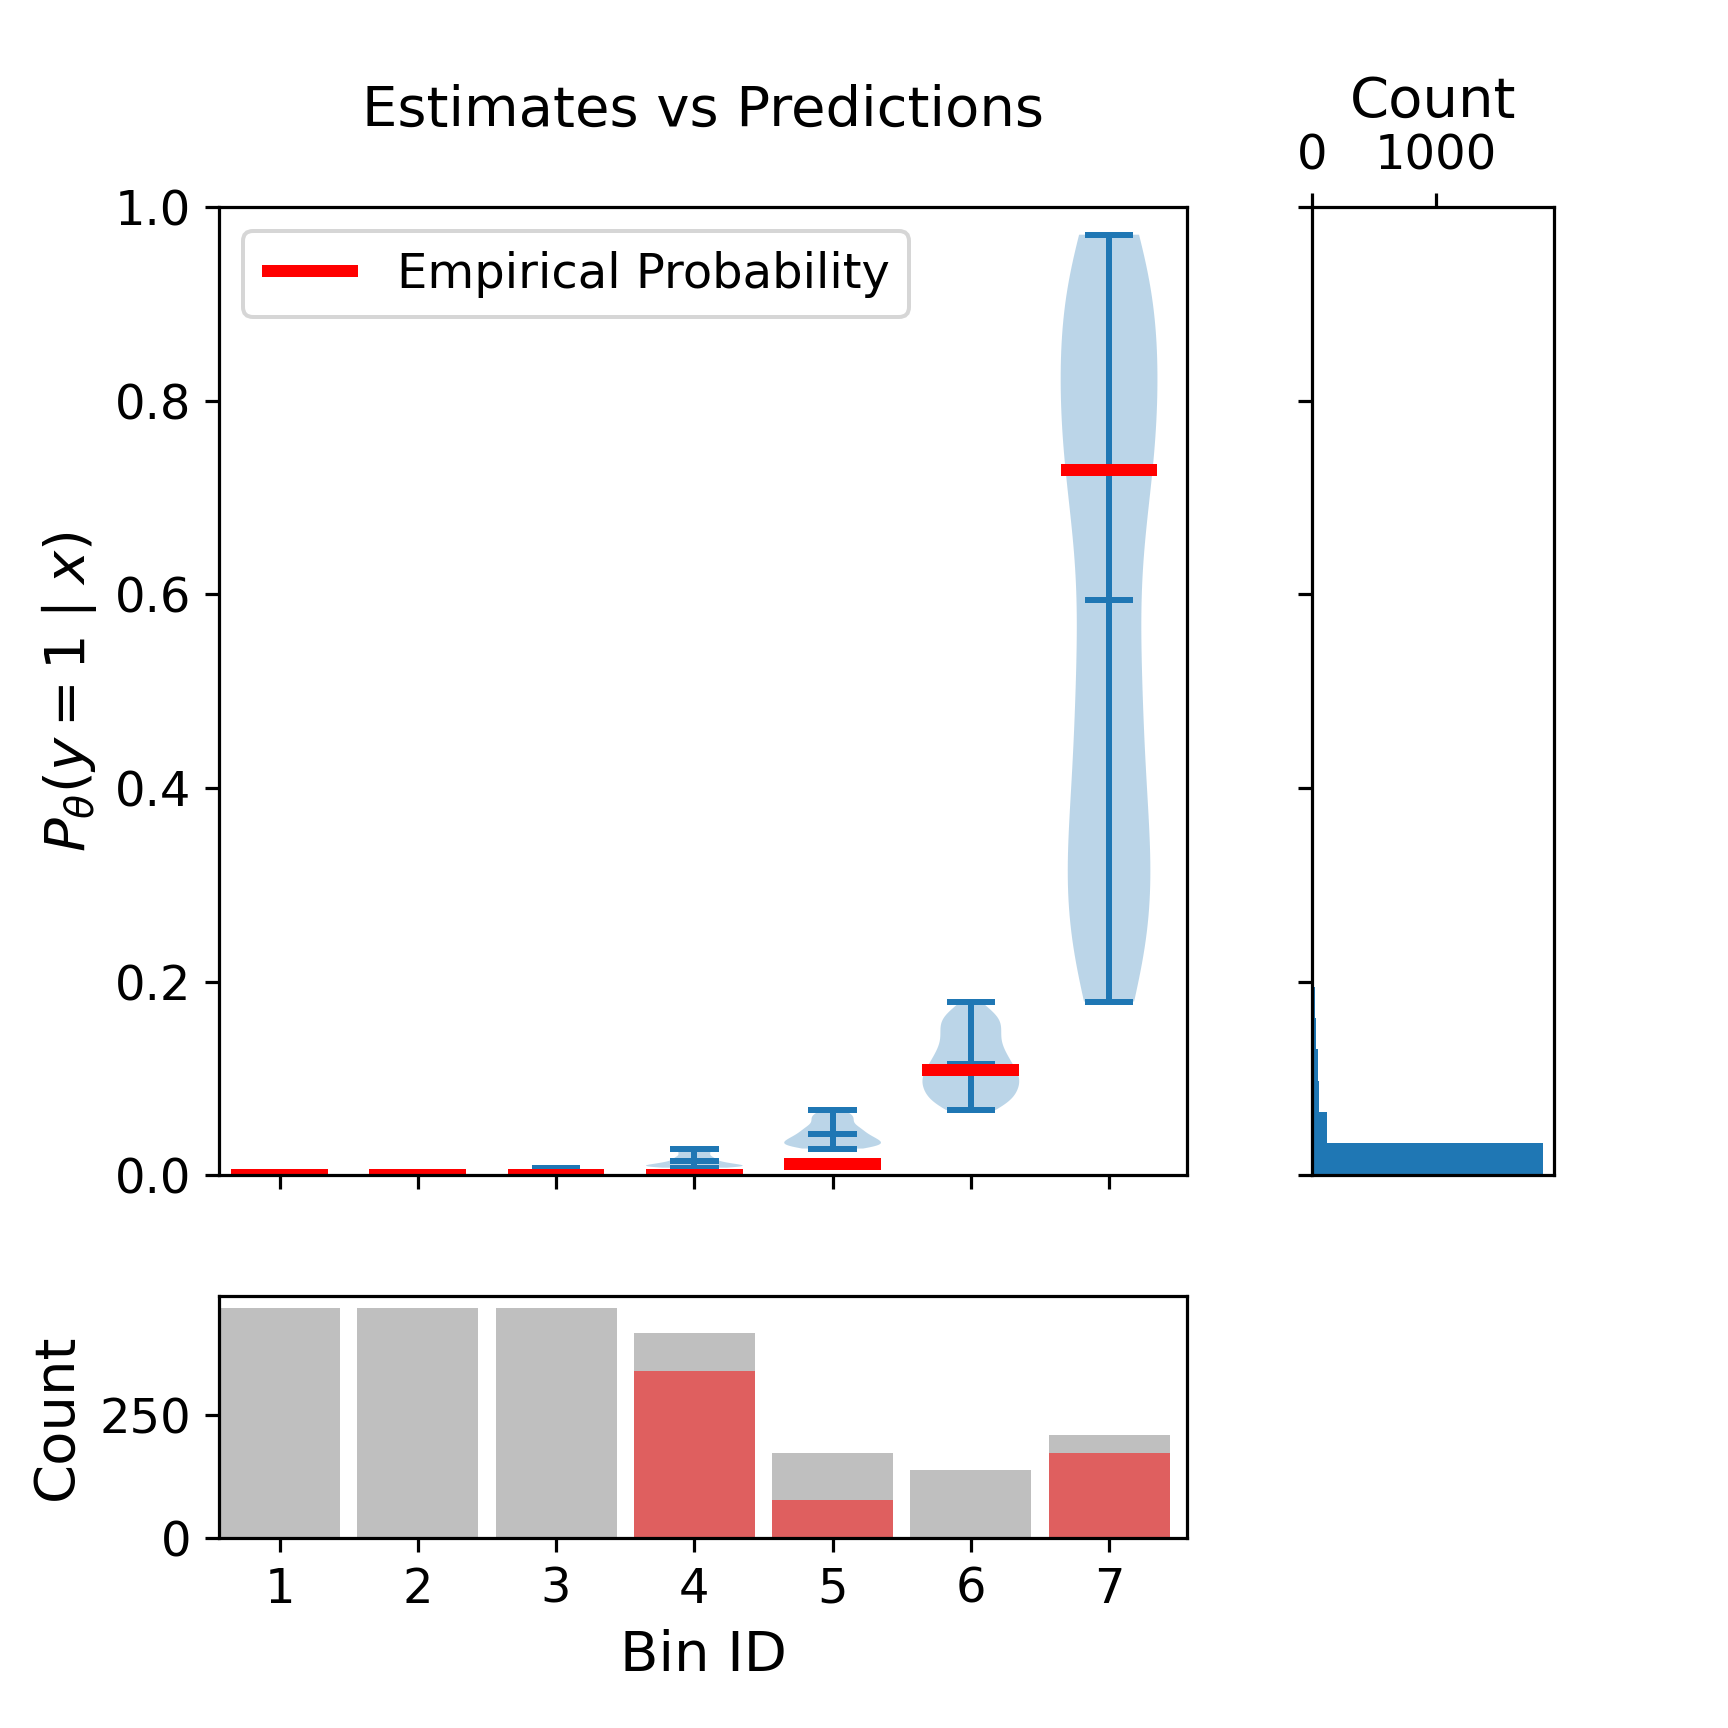 Estimates vs Predictions
Count
0 1000
1.0
Empirical Probability
0.8
0.6
0.4
0.2
0.0
P_θ(y = 1 | x)
Count
250
0
1 2 3 4 5 6 7
Bin ID